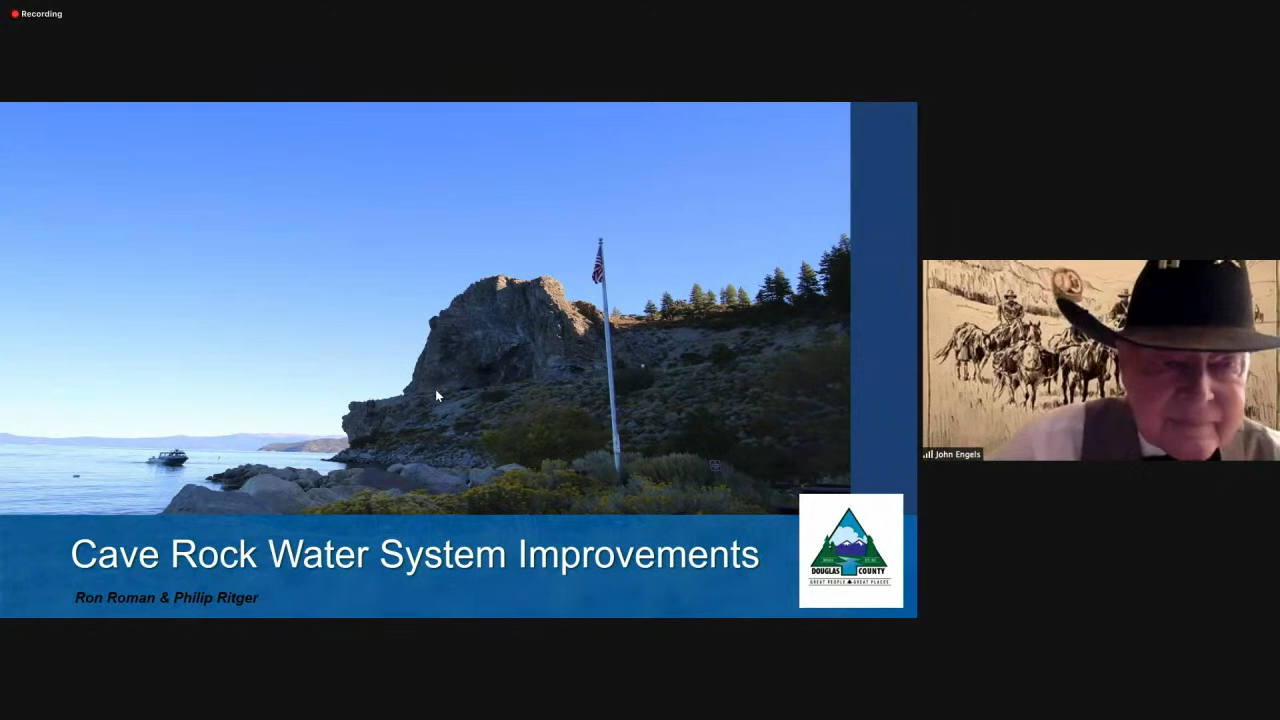 Recording
Cave Rock Water System Improvements
Ron Roman & Philip Ritger
DOUGLAS COUNTY
GREAT PEOPLE GREAT PLACES
John Engels